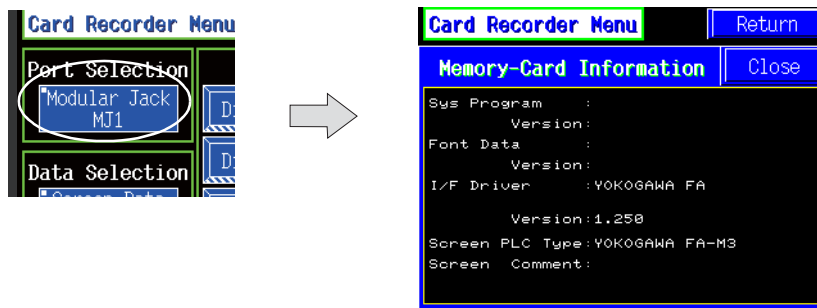 Card Recorder Menu
Port Selection
Modular Jack
MJ1
Data Selection
Card Recorder Menu
Return
Memory-Card Information
Close
Sys Program :
Version:
Font Data :
Version:
I/F Driver :YOKOGAWA FA
Version:1.250
Screen PLC Type:YOKOGAWA FA-M3
Screen Comment: